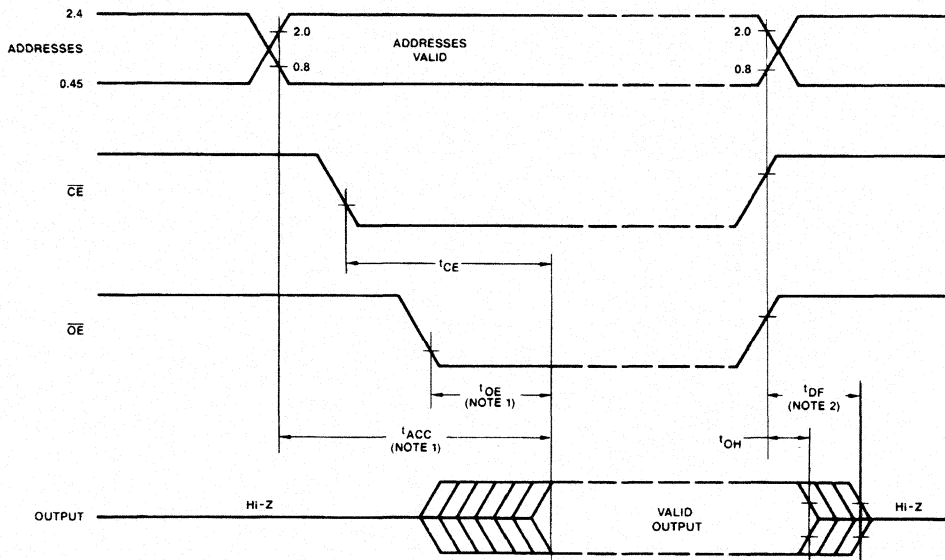 2.4
2.0
2.0
ADDRESSES
ADDRESSES
VALID
0.8
0.8
0.45
CE
tCE
OE
tOE
(NOTE 1)
tDF
(NOTE 2)
tACC
(NOTE 1)
tOH
Hi-Z
Hi-Z
OUTPUT
VALID
OUTPUT